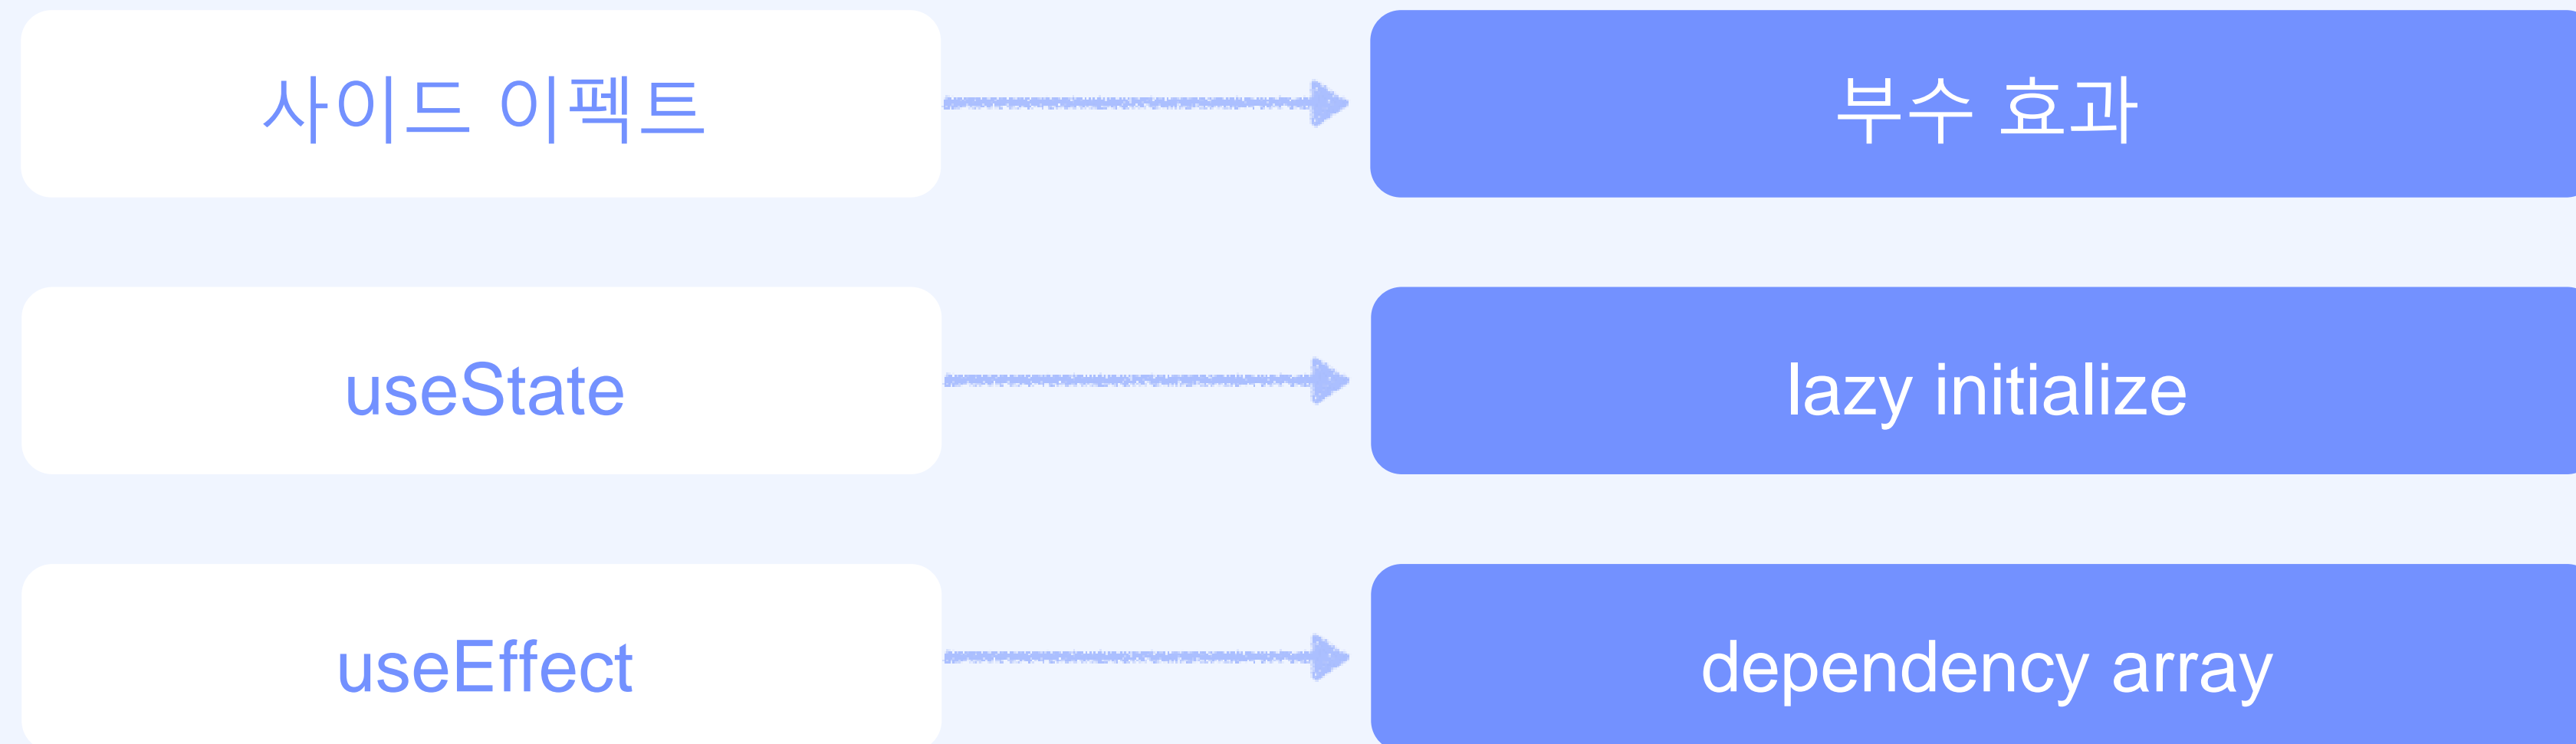 사이드 이펙트
부수 효과
useState
lazy initialize
useEffect
dependency array